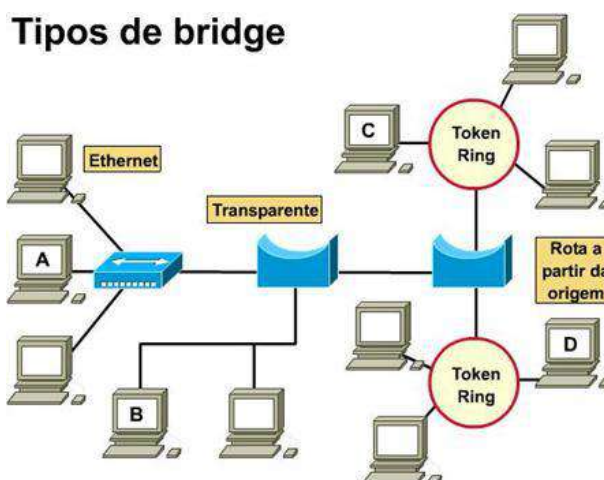 Tipos de bridge
Ethernet
A
Transparente
B
C
Token
Ring
Rota a
partir da
origem
Token
Ring
D